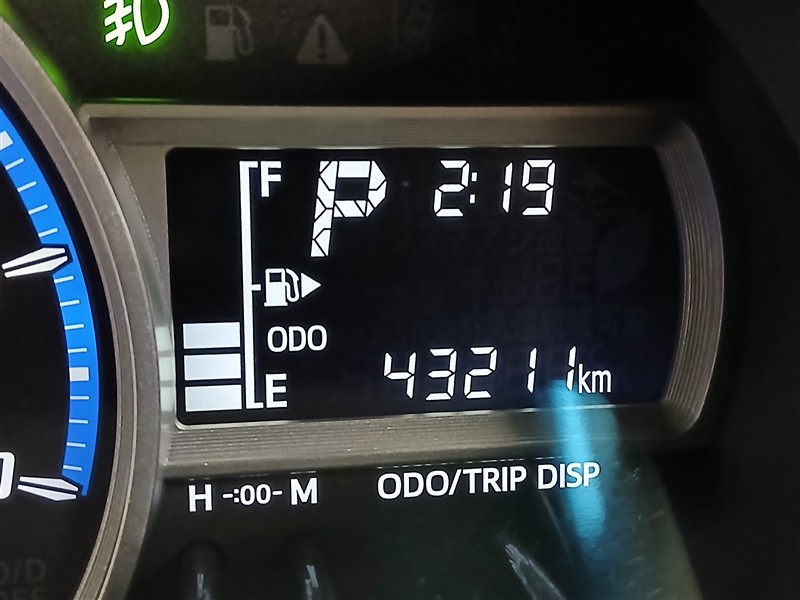 F P 2:19
ODO
E 43211km
H -:00- M ODO/TRIP DISP